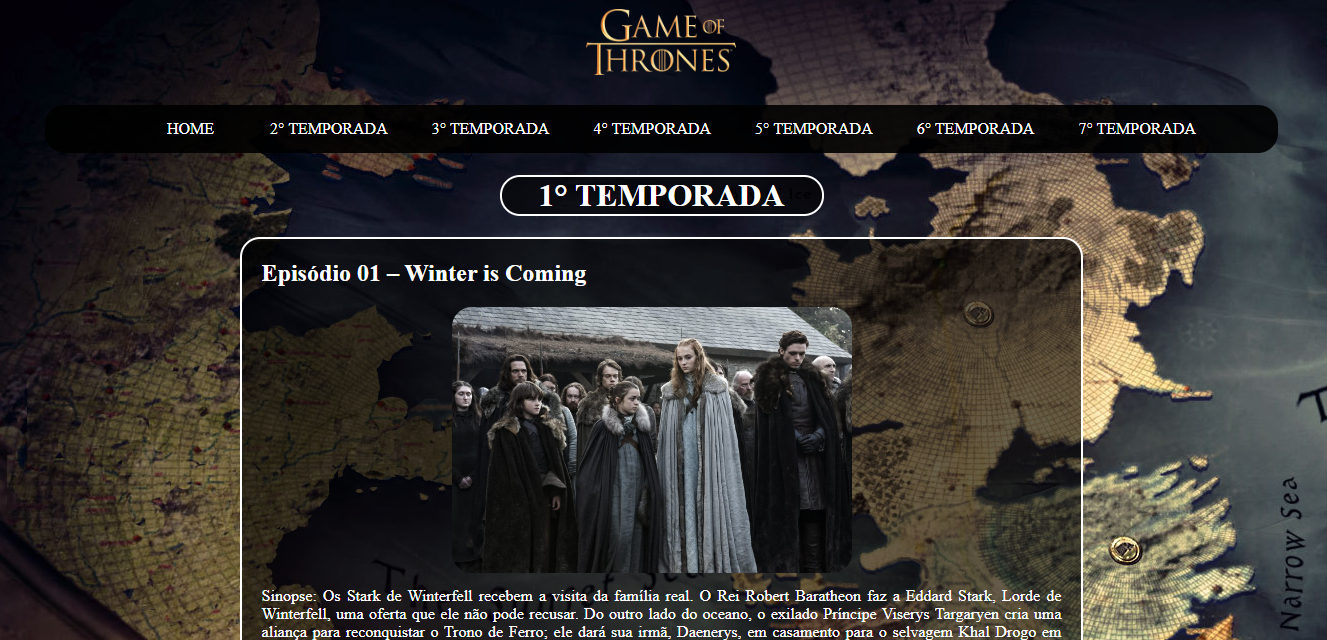 GAME OF
THRONES
HOME 2° TEMPORADA 3° TEMPORADA 4° TEMPORADA 5° TEMPORADA 6° TEMPORADA 7° TEMPORADA
1° TEMPORADA
Episódio 01 – Winter is Coming
Sinopse: Os Stark de Winterfell recebem a visita da família real. O Rei Robert Baratheon faz a Eddard Stark, Lorde de
Winterfell, uma oferta que ele não pode recusar. Do outro lado do oceano, o exilado Príncipe Viserys Targaryen cria uma
aliança para reconquistar o Trono de Ferro; ele dará sua irmã, Daenerys, em casamento para o selvagem Khal Drogo em
Narrow Sea